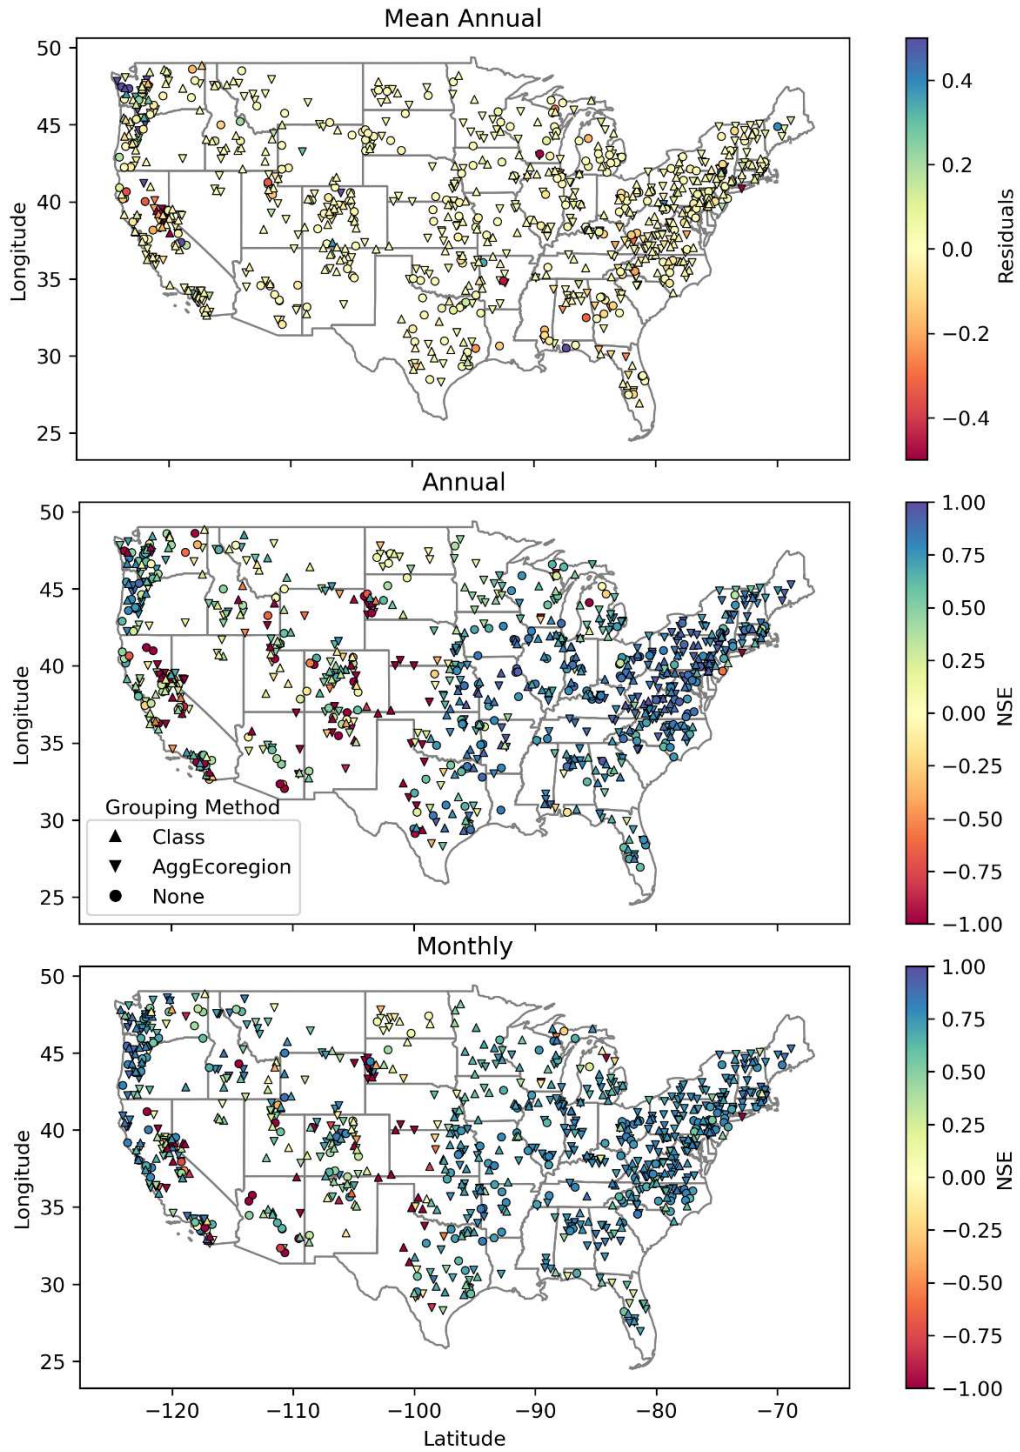 Mean Annual
50
45
40
35
30
25
Longitude
0.4
0.2
0.0
−0.2
−0.4
Residuals
Annual
50
45
40
35
30
25
Longitude
Grouping Method
Class
AggEcoregion
None
1.00
0.75
0.50
0.25
0.00
−0.25
−0.50
−0.75
−1.00
NSE
Monthly
50
45
40
35
30
25
Longitude
−120 −110 −100 −90 −80 −70
Latitude
1.00
0.75
0.50
0.25
0.00
−0.25
−0.50
−0.75
−1.00
NSE